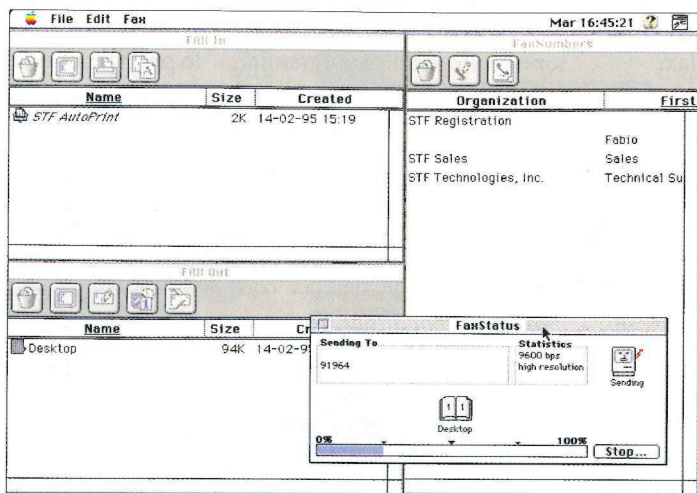 File Edit Fax
Mar 16:45:21
FAX In
Name Size Created
STF AutoPrint 2K 14-02-95 15:19
FaxNumbers
Organization First
STF Registration
Fabio
STF Sales Sales
STF Technologies, Inc. Technical Su
FAX Out
Name Size Cr
Desktop 94K 14-02-9
FaxStatus
Sending To
91964
Statistics
9600 bps
high resolution
Sending
1 1
Desktop
0% 100%
Stop...